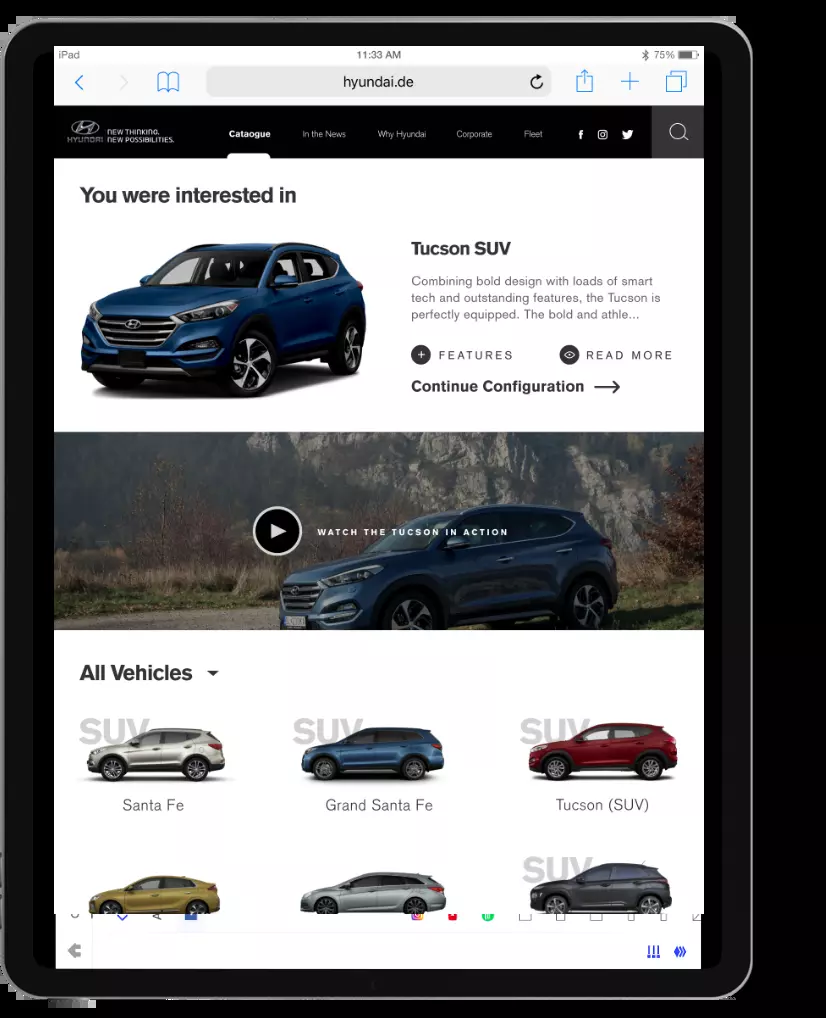 iPad
11:33 AM
75%
hyundai.de
HYUNDAI
NEW THINKING.
NEW POSSIBILITIES.
Cataogue
In the News
Why Hyundai
Corporate
Fleet
You were interested in
Tucson SUV
Combining bold design with loads of smart
tech and outstanding features, the Tucson is
perfectly equipped. The bold and athle...
FEATURES
READ MORE
Continue Configuration
WATCH THE TUCSON IN ACTION
All Vehicles
SUV
SUV
SUV
Santa Fe
Grand Santa Fe
Tucson (SUV)
SUV